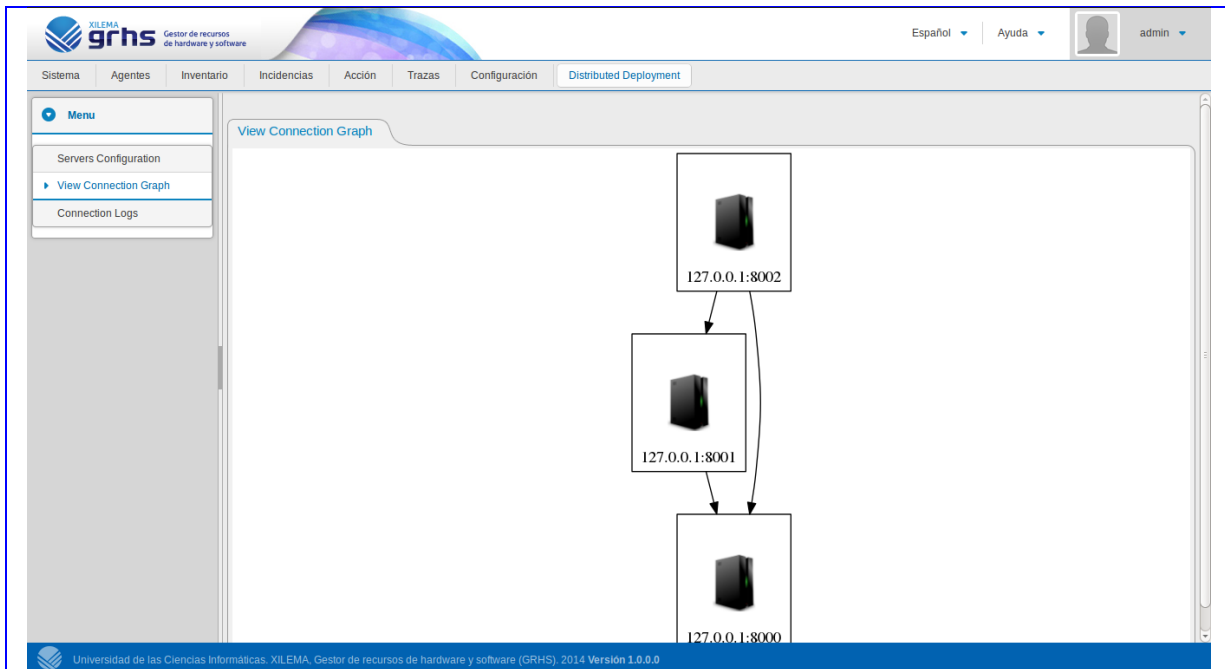 XILEMA
grhs
Gestor de recursos
de hardware y software
Español
Ayuda
admin
Sistema
Agentes
Inventario
Incidencias
Acción
Trazas
Configuración
Distributed Deployment
Menu
Servers Configuration
View Connection Graph
Connection Logs
View Connection Graph
127.0.0.1:8002
127.0.0.1:8001
127.0.0.1:8000
Universidad de las Ciencias Informáticas. XILEMA, Gestor de recursos de hardware y software (GRHS). 2014 Versión 1.0.0.0